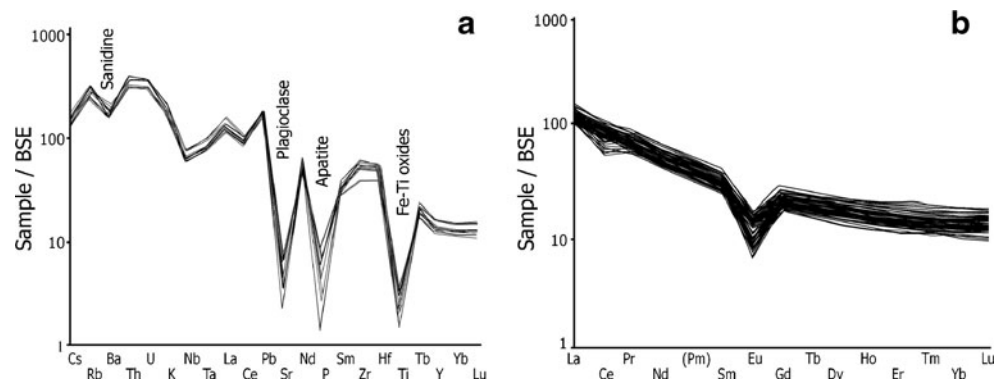 a
1000
100
10
1
Sample / BSE
Sanidine
Plagioclase
Apatite
Fe-Ti oxides
Cs Ba U Nb La Pb Nd Sm Hf Tb Yb
Rb Th K Ta Ce Sr P Zr Ti Y Lu
b
1000
100
10
1
Sample / BSE
La Pr (Pm) Eu Tb Ho Tm Lu
Ce Nd Sm Gd Dy Er Yb